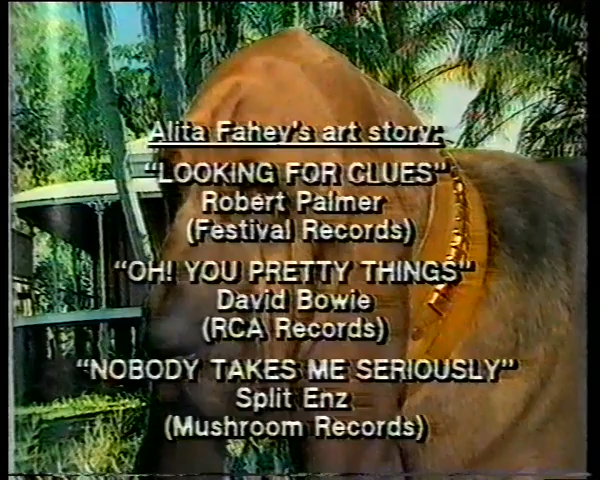 Alita Fahey's art story:
"LOOKING FOR CLUES"
Robert Palmer
(Festival Records)
"OH! YOU PRETTY THINGS"
David Bowie
(RCA Records)
"NOBODY TAKES ME SERIOUSLY"
Split Enz
(Mushroom Records)